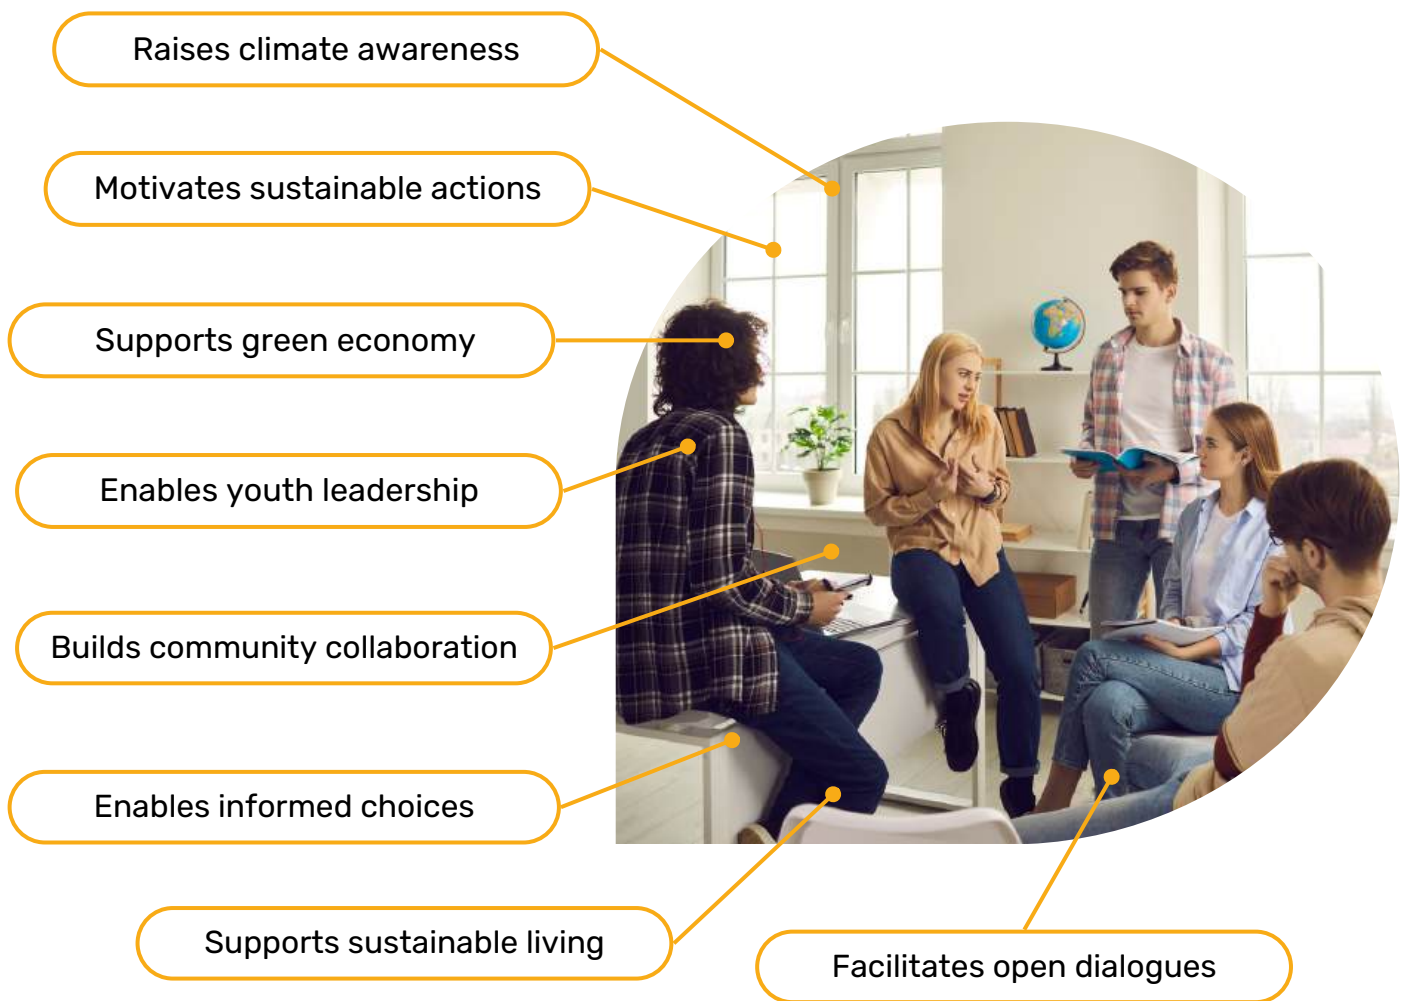 Raises climate awareness
Motivates sustainable actions
Supports green economy
Enables youth leadership
Builds community collaboration
Enables informed choices
Supports sustainable living
Facilitates open dialogues